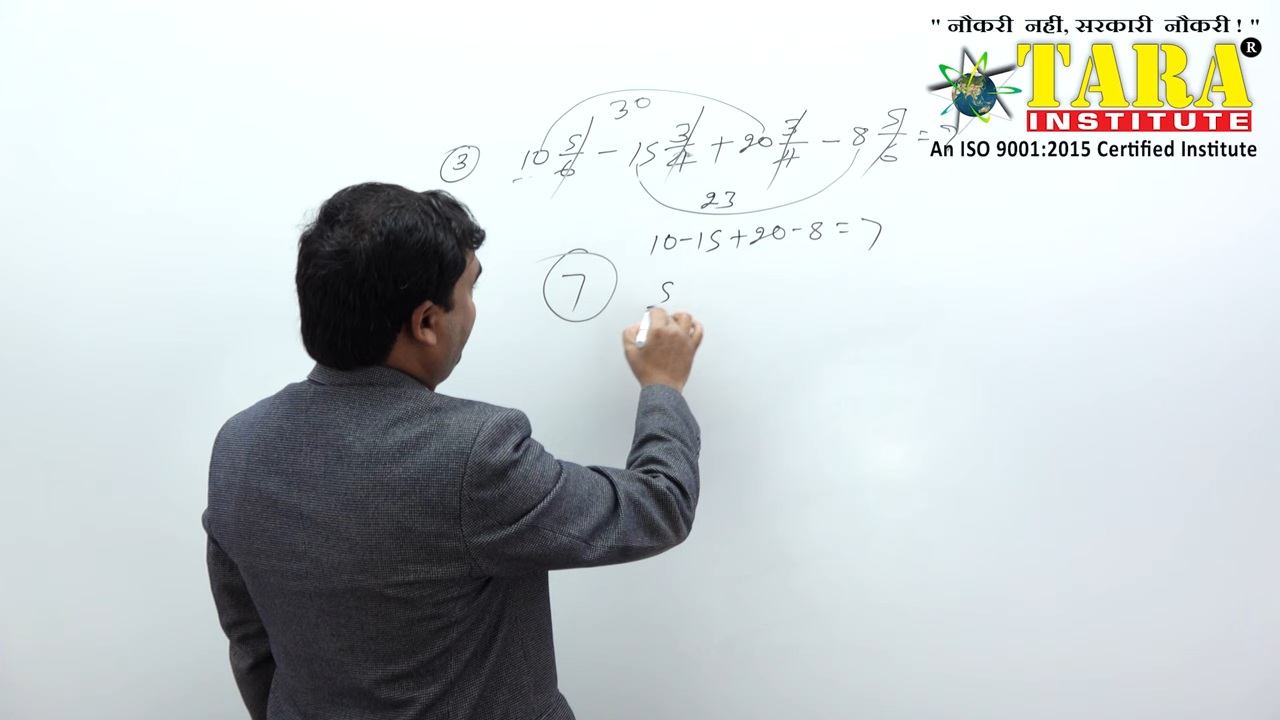 " नौकरी नहीं, सरकारी नौकरी ! "
TARA ®
INSTITUTE
An ISO 9001:2015 Certified Institute
30
③ 10 5/6 − 15 3/4 + 20 3/4 − 8 5/6 = ?
23
10-15+20-8=7
7
5